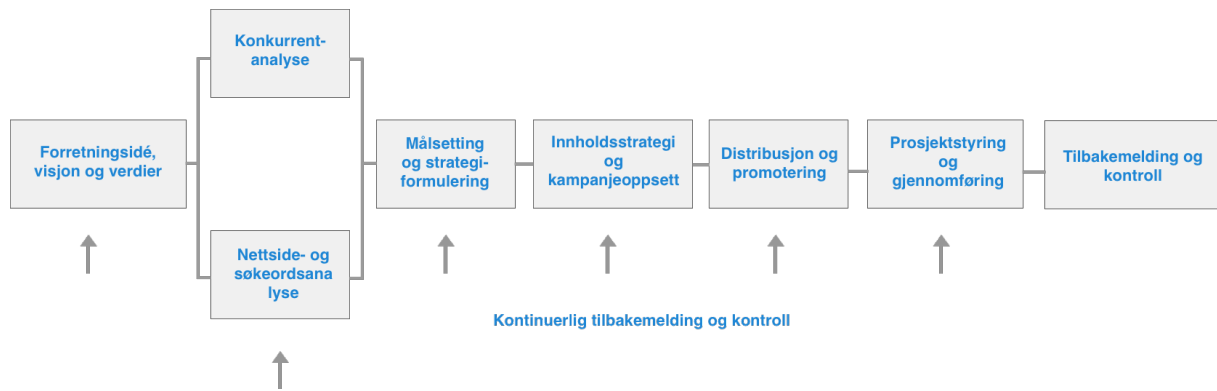 Konkurrent-
analyse
Forretningsidé,
visjon og verdier
Nettside- og
søkeordsana
lyse
Målsetting
og strategi-
formulering
Innholdsstrategi
og
kampanjeoppsett
Distribusjon og
promotering
Prosjektstyring
og
gjennomføring
Tilbakemelding og
kontroll
Kontinuerlig tilbakemelding og kontroll